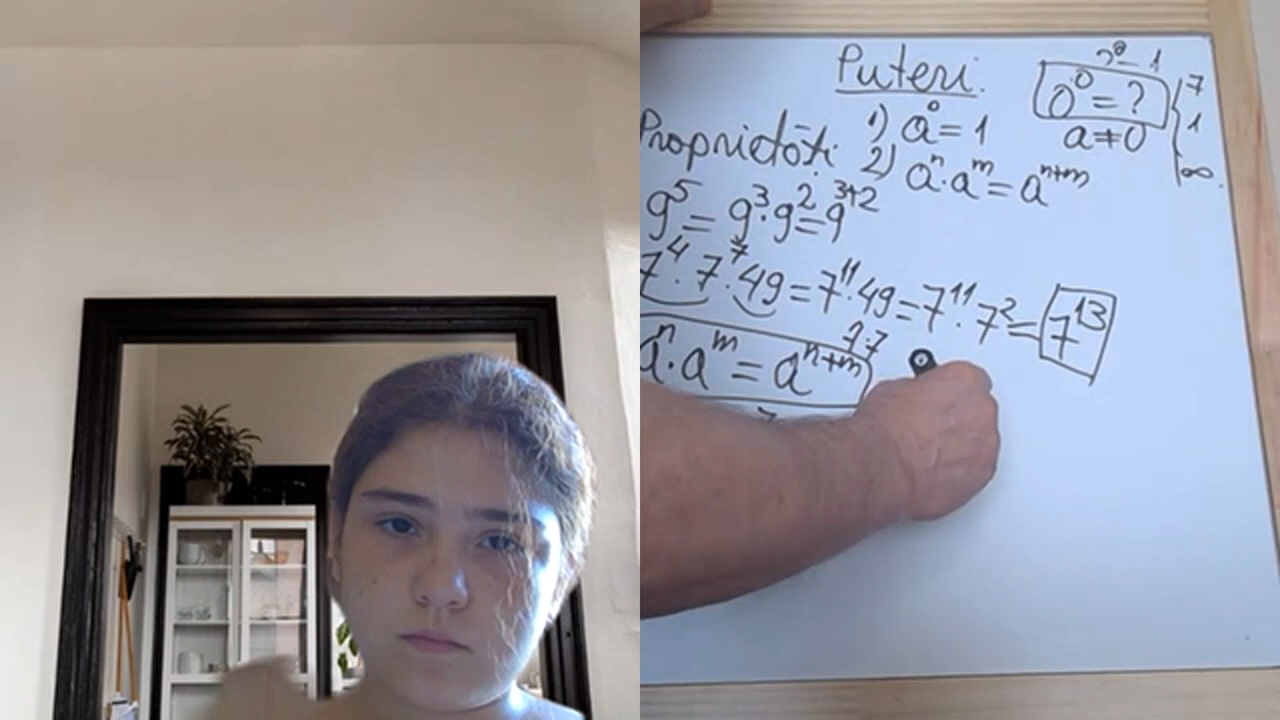 Puteri.
2⁰ = 1
0⁰ = ? { 7 1 ∞.
a ≠ 0
Proprietăți 1) a⁰ = 1
2) aⁿ · aᵐ = aⁿ⁺ᵐ
9⁵ = 9³ · 9² = 9³⁺²
7⁴ · 7⁷ · 49 = 7¹¹ · 49 = 7¹¹ · 7² = 7¹³
7·7
aⁿ · aᵐ = aⁿ⁺ᵐ